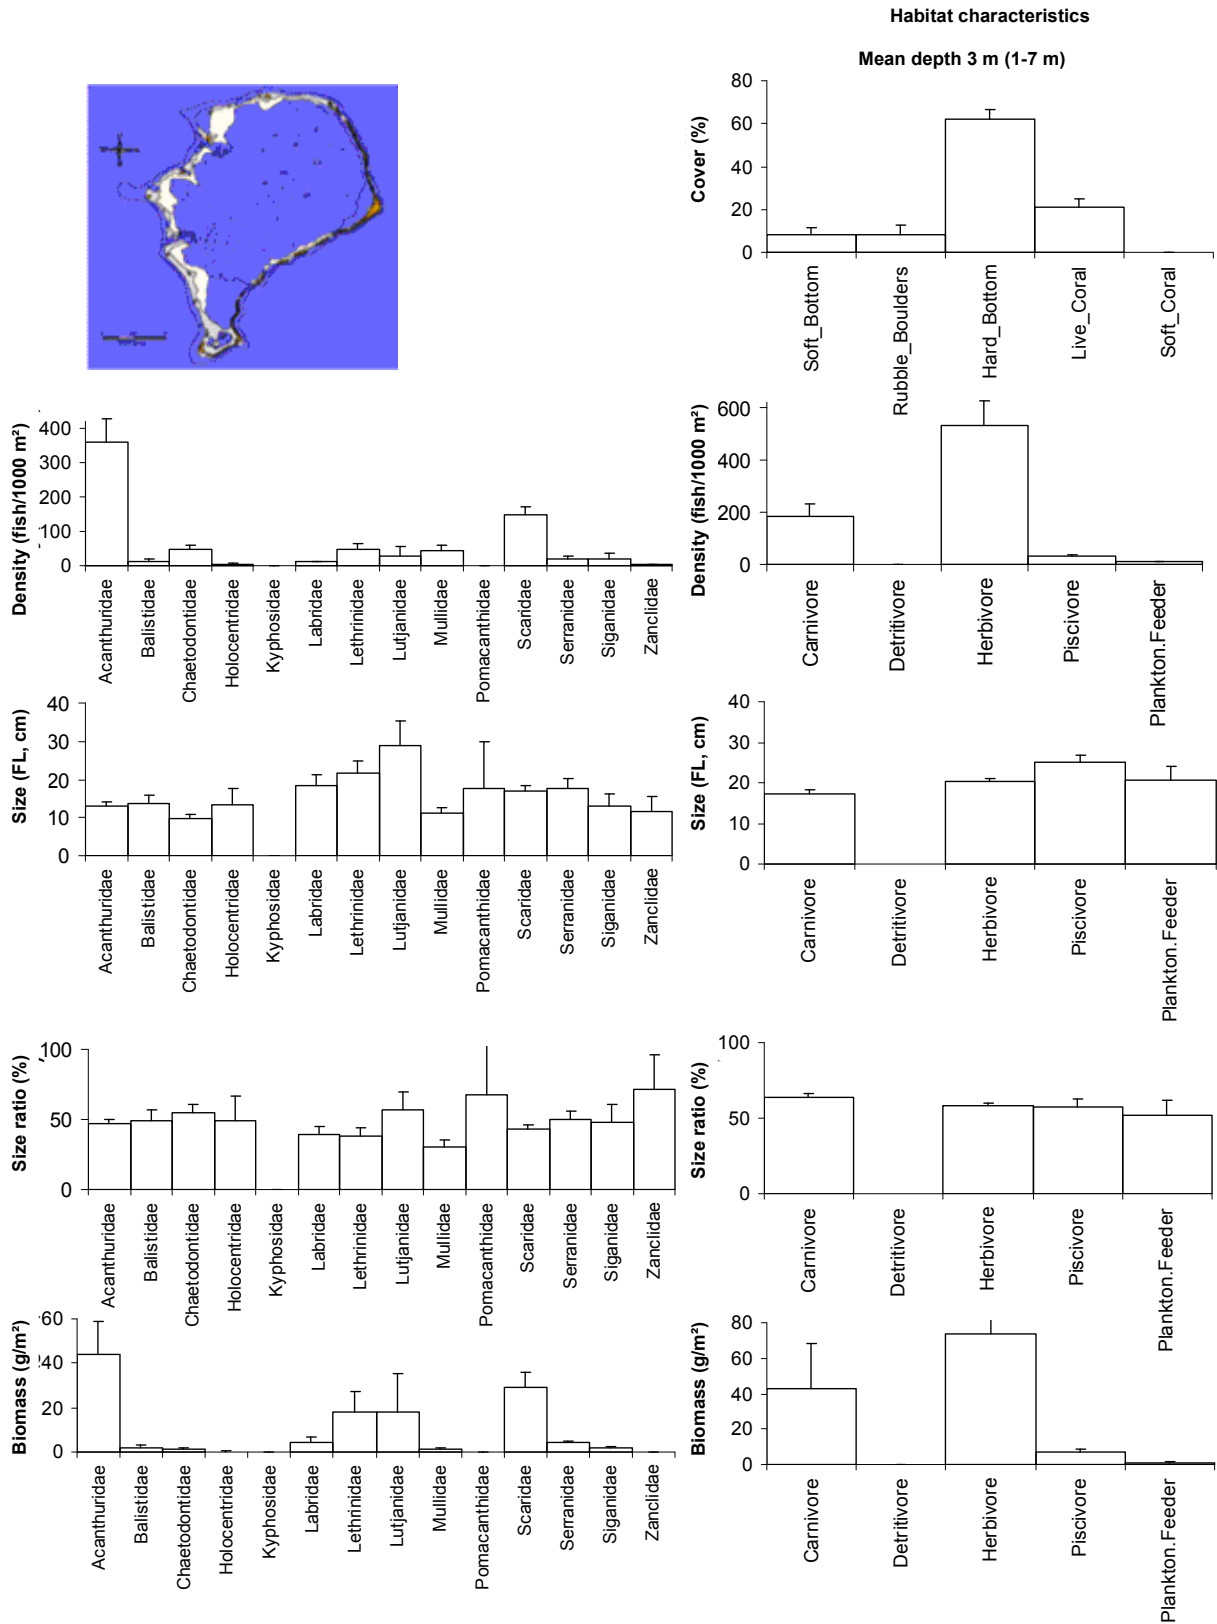 Habitat characteristics
Mean depth 3 m (1-7 m)
Cover (%)
80
60
40
20
0
Soft_Bottom
Rubble_Boulders
Hard_Bottom
Live_Coral
Soft_Coral
Density (fish/1000 m²)
400
300
200
100
0
Acanthuridae
Balistidae
Chaetodontidae
Holocentridae
Kyphosidae
Labridae
Lethrinidae
Lutjanidae
Mullidae
Pomacanthidae
Scaridae
Serranidae
Siganidae
Zanclidae
Density (fish/1000 m²)
600
400
200
0
Carnivore
Detritivore
Herbivore
Piscivore
Plankton.Feeder
Size (FL, cm)
40
30
20
10
0
Acanthuridae
Balistidae
Chaetodontidae
Holocentridae
Kyphosidae
Labridae
Lethrinidae
Lutjanidae
Mullidae
Pomacanthidae
Scaridae
Serranidae
Siganidae
Zanclidae
Size (FL, cm)
40
30
20
10
0
Carnivore
Detritivore
Herbivore
Piscivore
Plankton.Feeder
Size ratio (%)
100
50
0
Acanthuridae
Balistidae
Chaetodontidae
Holocentridae
Kyphosidae
Labridae
Lethrinidae
Lutjanidae
Mullidae
Pomacanthidae
Scaridae
Serranidae
Siganidae
Zanclidae
Size ratio (%)
100
50
0
Carnivore
Detritivore
Herbivore
Piscivore
Plankton.Feeder
Biomass (g/m²)
60
40
20
0
Acanthuridae
Balistidae
Chaetodontidae
Holocentridae
Kyphosidae
Labridae
Lethrinidae
Lutjanidae
Mullidae
Pomacanthidae
Scaridae
Serranidae
Siganidae
Zanclidae
Biomass (g/m²)
80
60
40
20
0
Carnivore
Detritivore
Herbivore
Piscivore
Plankton.Feeder